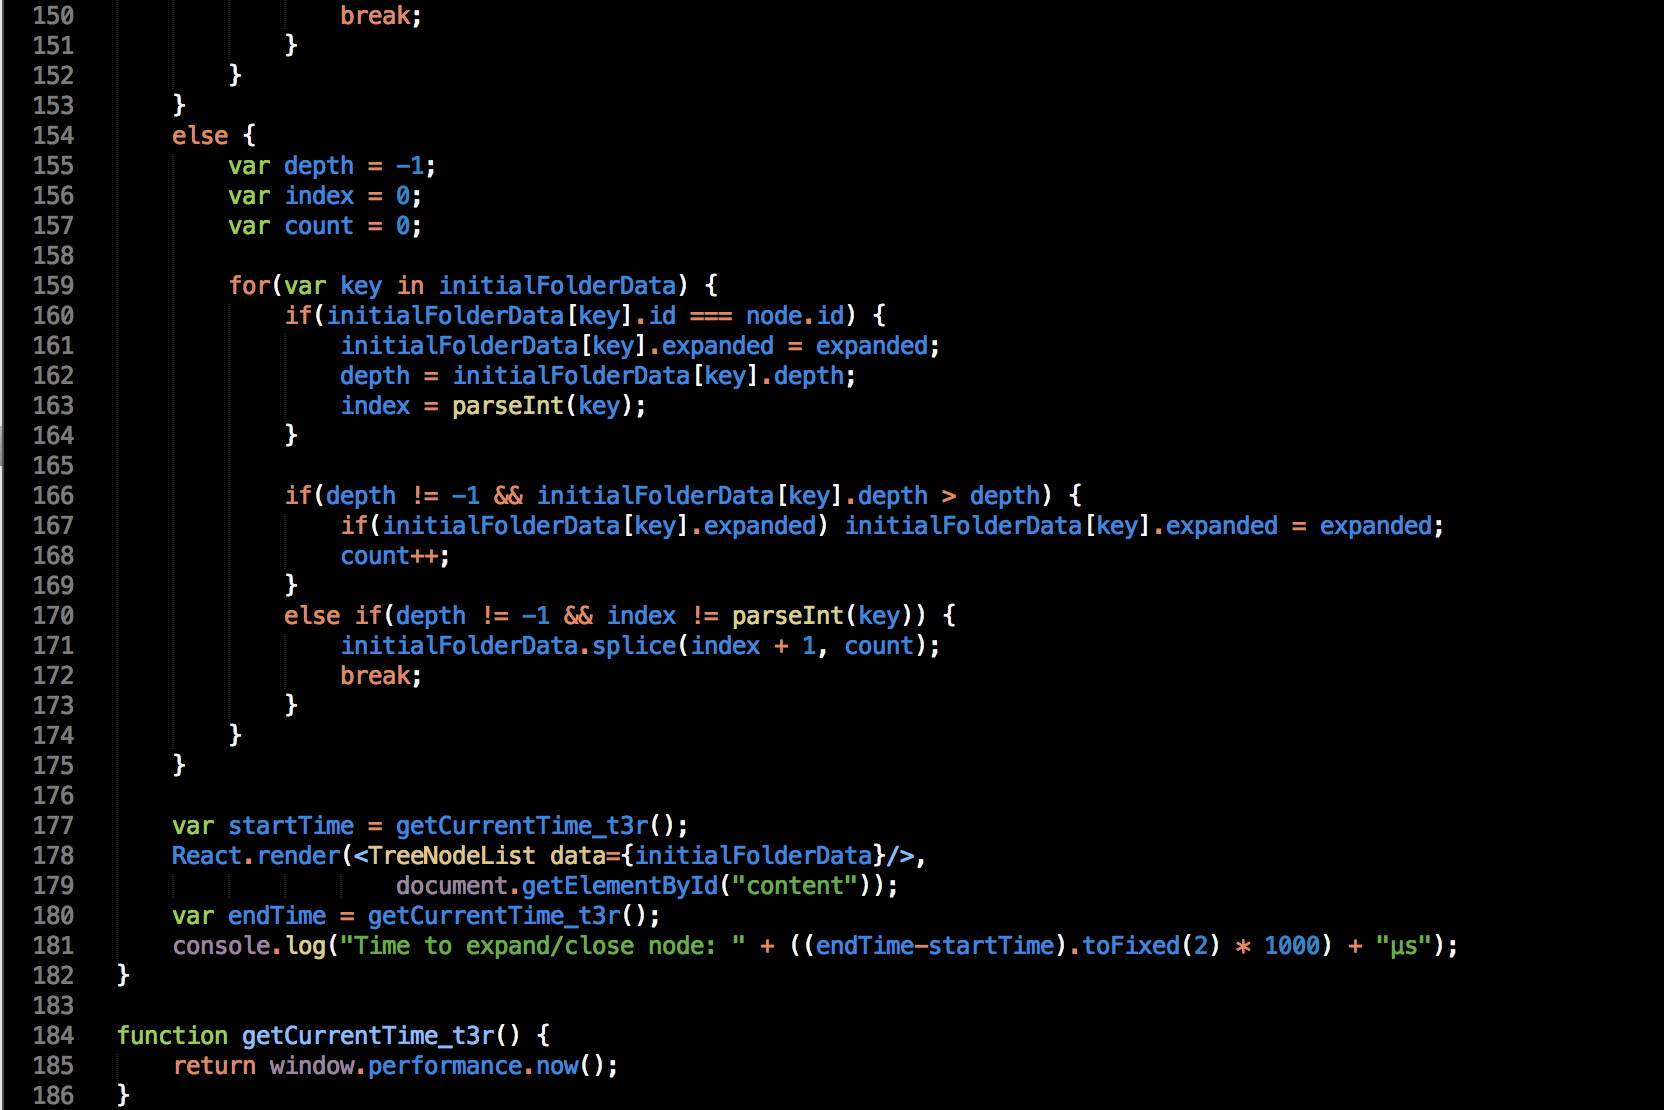 150 break;
151 }
152 }
153 }
154 else {
155 var depth = -1;
156 var index = 0;
157 var count = 0;
158
159 for(var key in initialFolderData) {
160 if(initialFolderData[key].id === node.id) {
161 initialFolderData[key].expanded = expanded;
162 depth = initialFolderData[key].depth;
163 index = parseInt(key);
164 }
165
166 if(depth != -1 && initialFolderData[key].depth > depth) {
167 if(initialFolderData[key].expanded) initialFolderData[key].expanded = expanded;
168 count++;
169 }
170 else if(depth != -1 && index != parseInt(key)) {
171 initialFolderData.splice(index + 1, count);
172 break;
173 }
174 }
175 }
176
177 var startTime = getCurrentTime_t3r();
178 React.render(<TreeNodeList data={initialFolderData}/>,
179 document.getElementById("content"));
180 var endTime = getCurrentTime_t3r();
181 console.log("Time to expand/close node: " + ((endTime-startTime).toFixed(2) * 1000) + "µs");
182 }
183
184 function getCurrentTime_t3r() {
185 return window.performance.now();
186 }